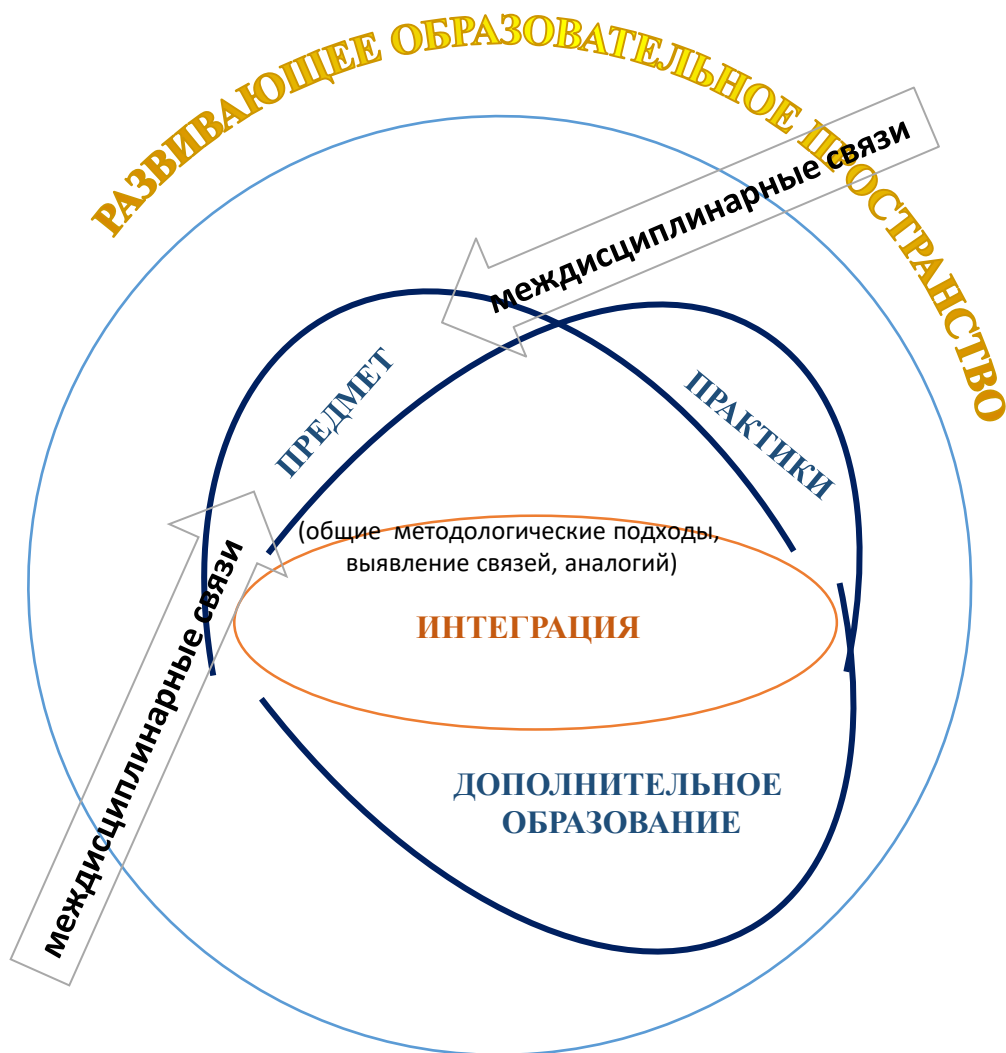 РАЗВИВАЮЩЕЕ ОБРАЗОВАТЕЛЬНОЕ ПРОСТРАНСТВО
междисциплинарные связи
ПРЕДМЕТ
ПРАКТИКИ
(общие методологические подходы,
выявление связей, аналогий)
ИНТЕГРАЦИЯ
междисциплинарные связи
ДОПОЛНИТЕЛЬНОЕ
ОБРАЗОВАНИЕ